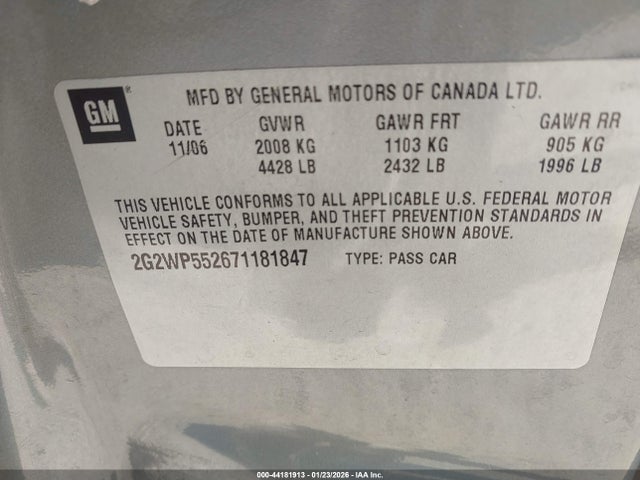 GM
MFD BY GENERAL MOTORS OF CANADA LTD.
DATE GVWR GAWR FRT GAWR RR
11/06 2008 KG 1103 KG 905 KG
4428 LB 2432 LB 1996 LB
THIS VEHICLE CONFORMS TO ALL APPLICABLE U.S. FEDERAL MOTOR
VEHICLE SAFETY, BUMPER, AND THEFT PREVENTION STANDARDS IN
EFFECT ON THE DATE OF MANUFACTURE SHOWN ABOVE.
2G2WP552671181847 TYPE: PASS CAR
000-44181913 - 01/23/2026 - IAA Inc.